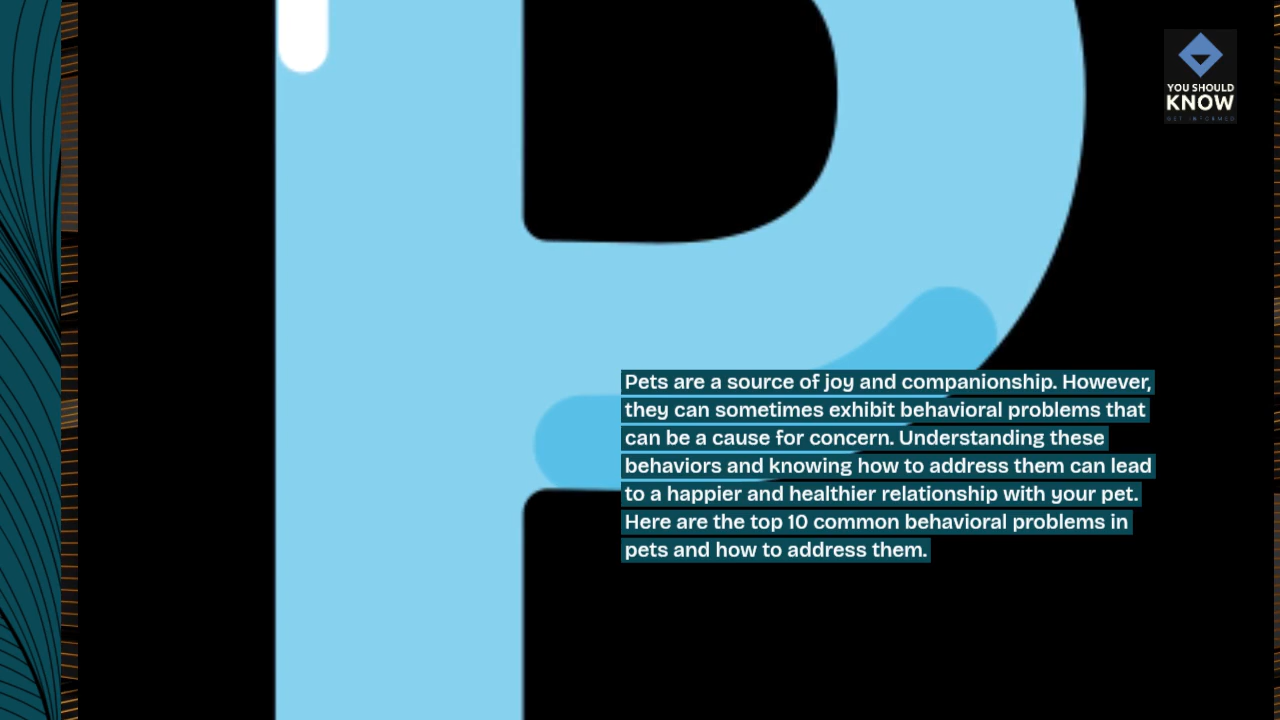 YOU SHOULD
KNOW
GET INFORMED
Pets are a source of joy and companionship. However,
they can sometimes exhibit behavioral problems that
can be a cause for concern. Understanding these
behaviors and knowing how to address them can lead
to a happier and healthier relationship with your pet.
Here are the top 10 common behavioral problems in
pets and how to address them.